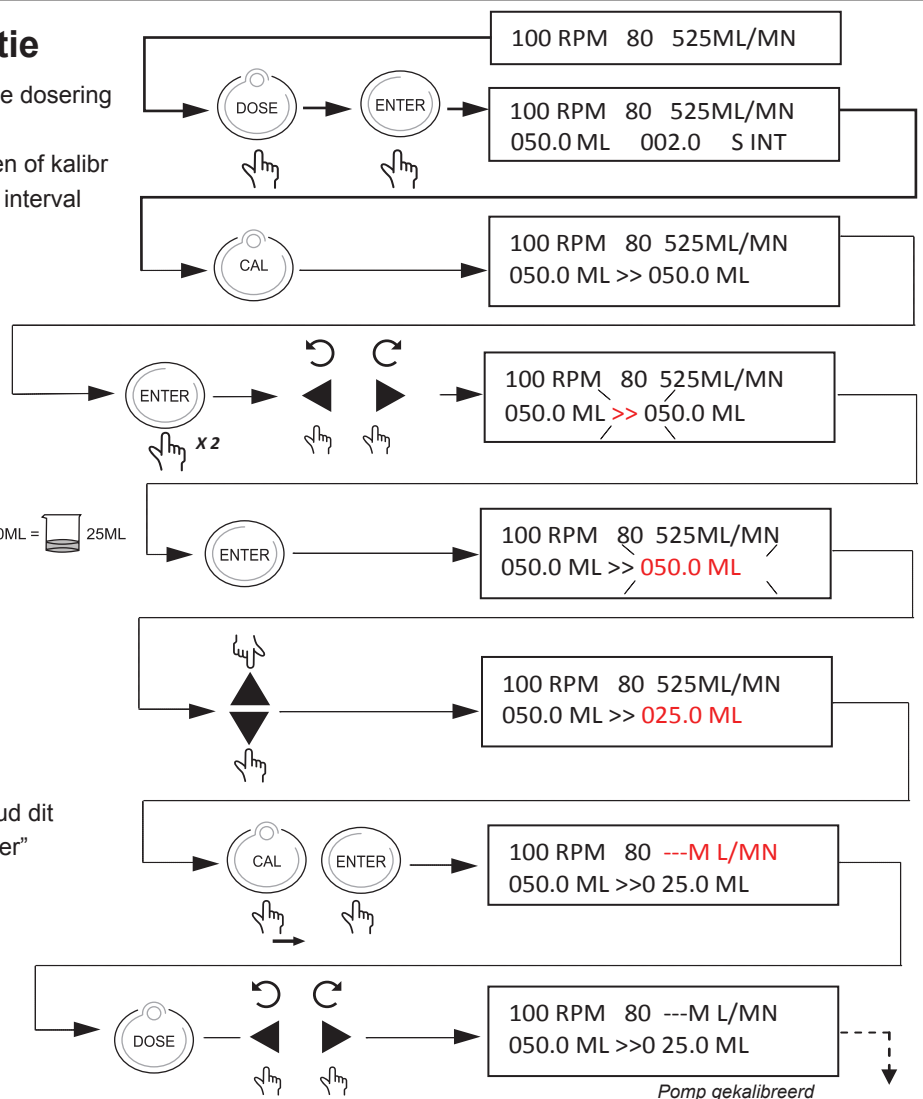 tie
100 RPM 80 525ML/MN
e dosering
DOSE
ENTER
100 RPM 80 525ML/MN
050.0 ML 002.0 S INT
en of kalibr
interval
CAL
100 RPM 80 525ML/MN
050.0 ML >> 050.0 ML
ENTER
X 2
100 RPM 80 525ML/MN
050.0 ML >> 050.0 ML
0ML = 25ML
ENTER
100 RPM 80 525ML/MN
050.0 ML >> 050.0 ML
100 RPM 80 525ML/MN
050.0 ML >> 025.0 ML
ud dit
er”
CAL
ENTER
100 RPM 80 ---M L/MN
050.0 ML >>0 25.0 ML
DOSE
100 RPM 80 ---M L/MN
050.0 ML >>0 25.0 ML
Pomp gekalibreerd